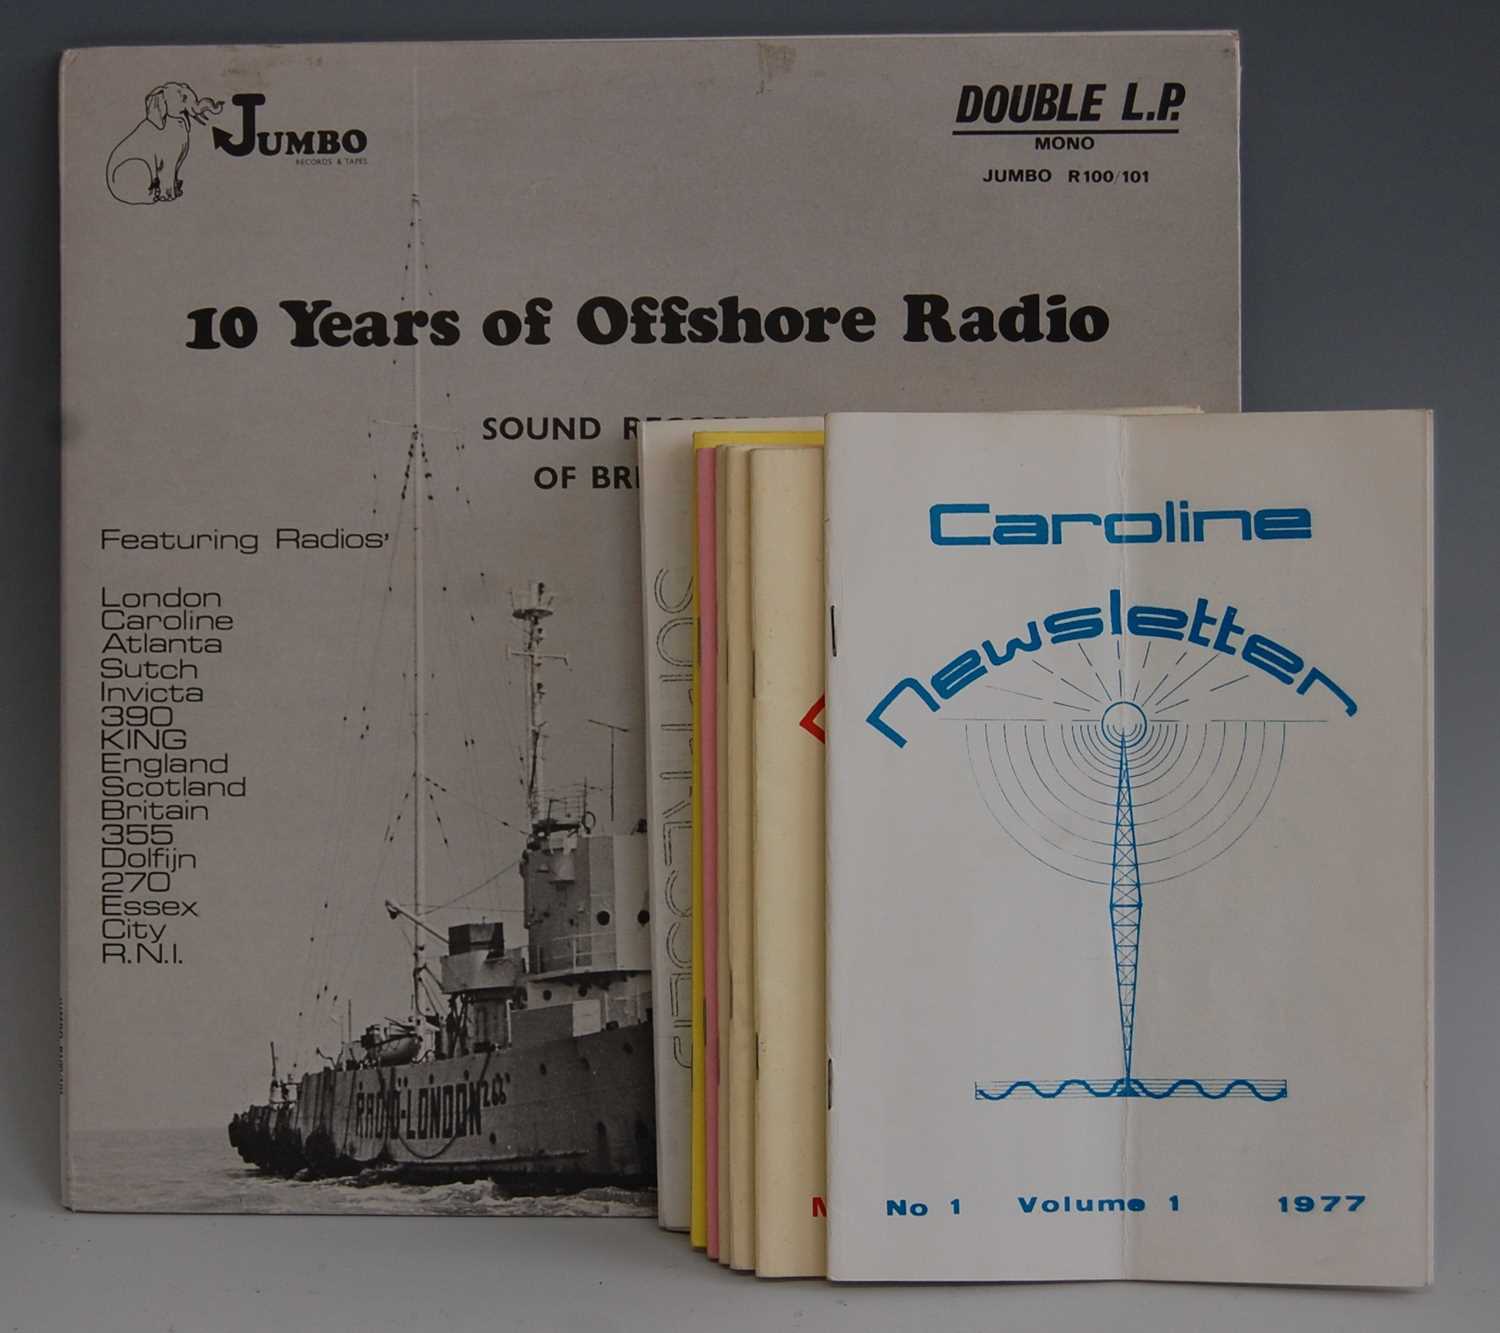 JUMBO
RECORDS & TAPES
DOUBLE L.P.
MONO
JUMBO R100/101
10 Years of Offshore Radio
SOUND
OF
Featuring Radios'
London
Caroline
Atlanta
Sutch
Invicta
390
KING
England
Scotland
Britain
355
Dolfijn
270
Essex
City
R.N.I.
RADIO-LONDON 266
Caroline
Newsletter
No 1 Volume 1 1977